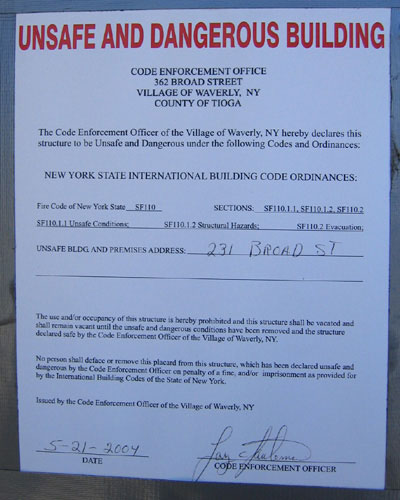 UNSAFE AND DANGEROUS BUILDING
CODE ENFORCEMENT OFFICE
362 BROAD STREET
VILLAGE OF WAVERLY, NY
COUNTY OF TIOGA
The Code Enforcement Officer of the Village of Waverly, NY hereby declares this
structure to be Unsafe and Dangerous under the following Codes and Ordinances:
NEW YORK STATE INTERNATIONAL BUILDING CODE ORDINANCES:
Fire Code of New York State SF110 SECTIONS: SF110.1.1, SF110.1.2, SF110.2
SF110.1.1 Unsafe Conditions; SF110.1.2 Structural Hazards; SF110.2 Evacuation;
UNSAFE BLDG AND PREMISES ADDRESS: 231 BROAD ST
The use and/or occupancy of this structure is hereby prohibited and this structure shall be vacated and
shall remain vacant until the unsafe and dangerous conditions have been removed and the structure
declared safe by the Code Enforcement Officer of the Village of Waverly, NY.
No person shall deface or remove this placard from this structure, which has been declared unsafe and
dangerous by the Code Enforcement Officer on penalty of a fine, and/or imprisonment as provided for
by the International Building Codes of the State of New York.
Issued by the Code Enforcement Officer of the Village of Waverly, NY
5-21-2004
DATE CODE ENFORCEMENT OFFICER